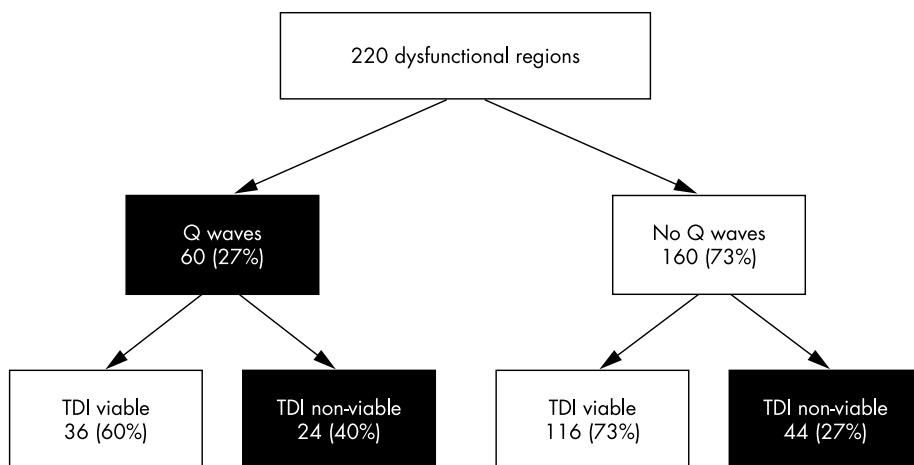 220 dysfunctional regions
Q waves
60 (27%)
No Q waves
160 (73%)
TDI viable
36 (60%)
TDI non-viable
24 (40%)
TDI viable
116 (73%)
TDI non-viable
44 (27%)